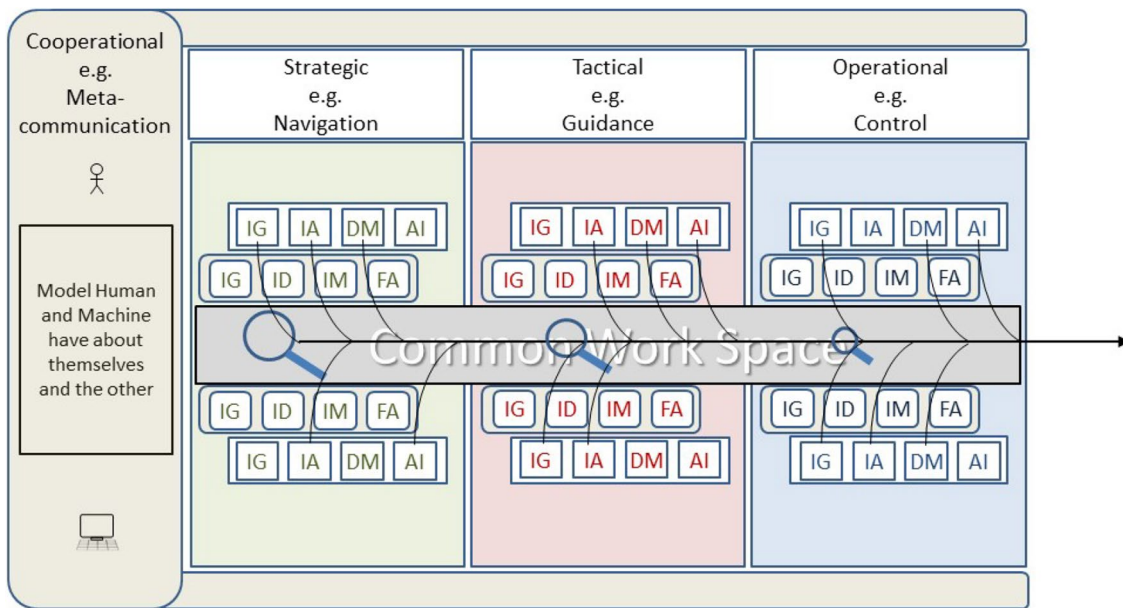 Cooperational
e.g.
Meta-
communication
Model Human
and Machine
have about
themselves
and the other
Strategic
e.g.
Navigation
Tactical
e.g.
Guidance
Operational
e.g.
Control
IG IA DM AI
IG ID IM FA
IG IA DM AI
IG ID IM FA
IG IA DM AI
IG ID IM FA
Common Work Space
IG ID IM FA
IG IA DM AI
IG ID IM FA
IG IA DM AI
IG ID IM FA
IG IA DM AI